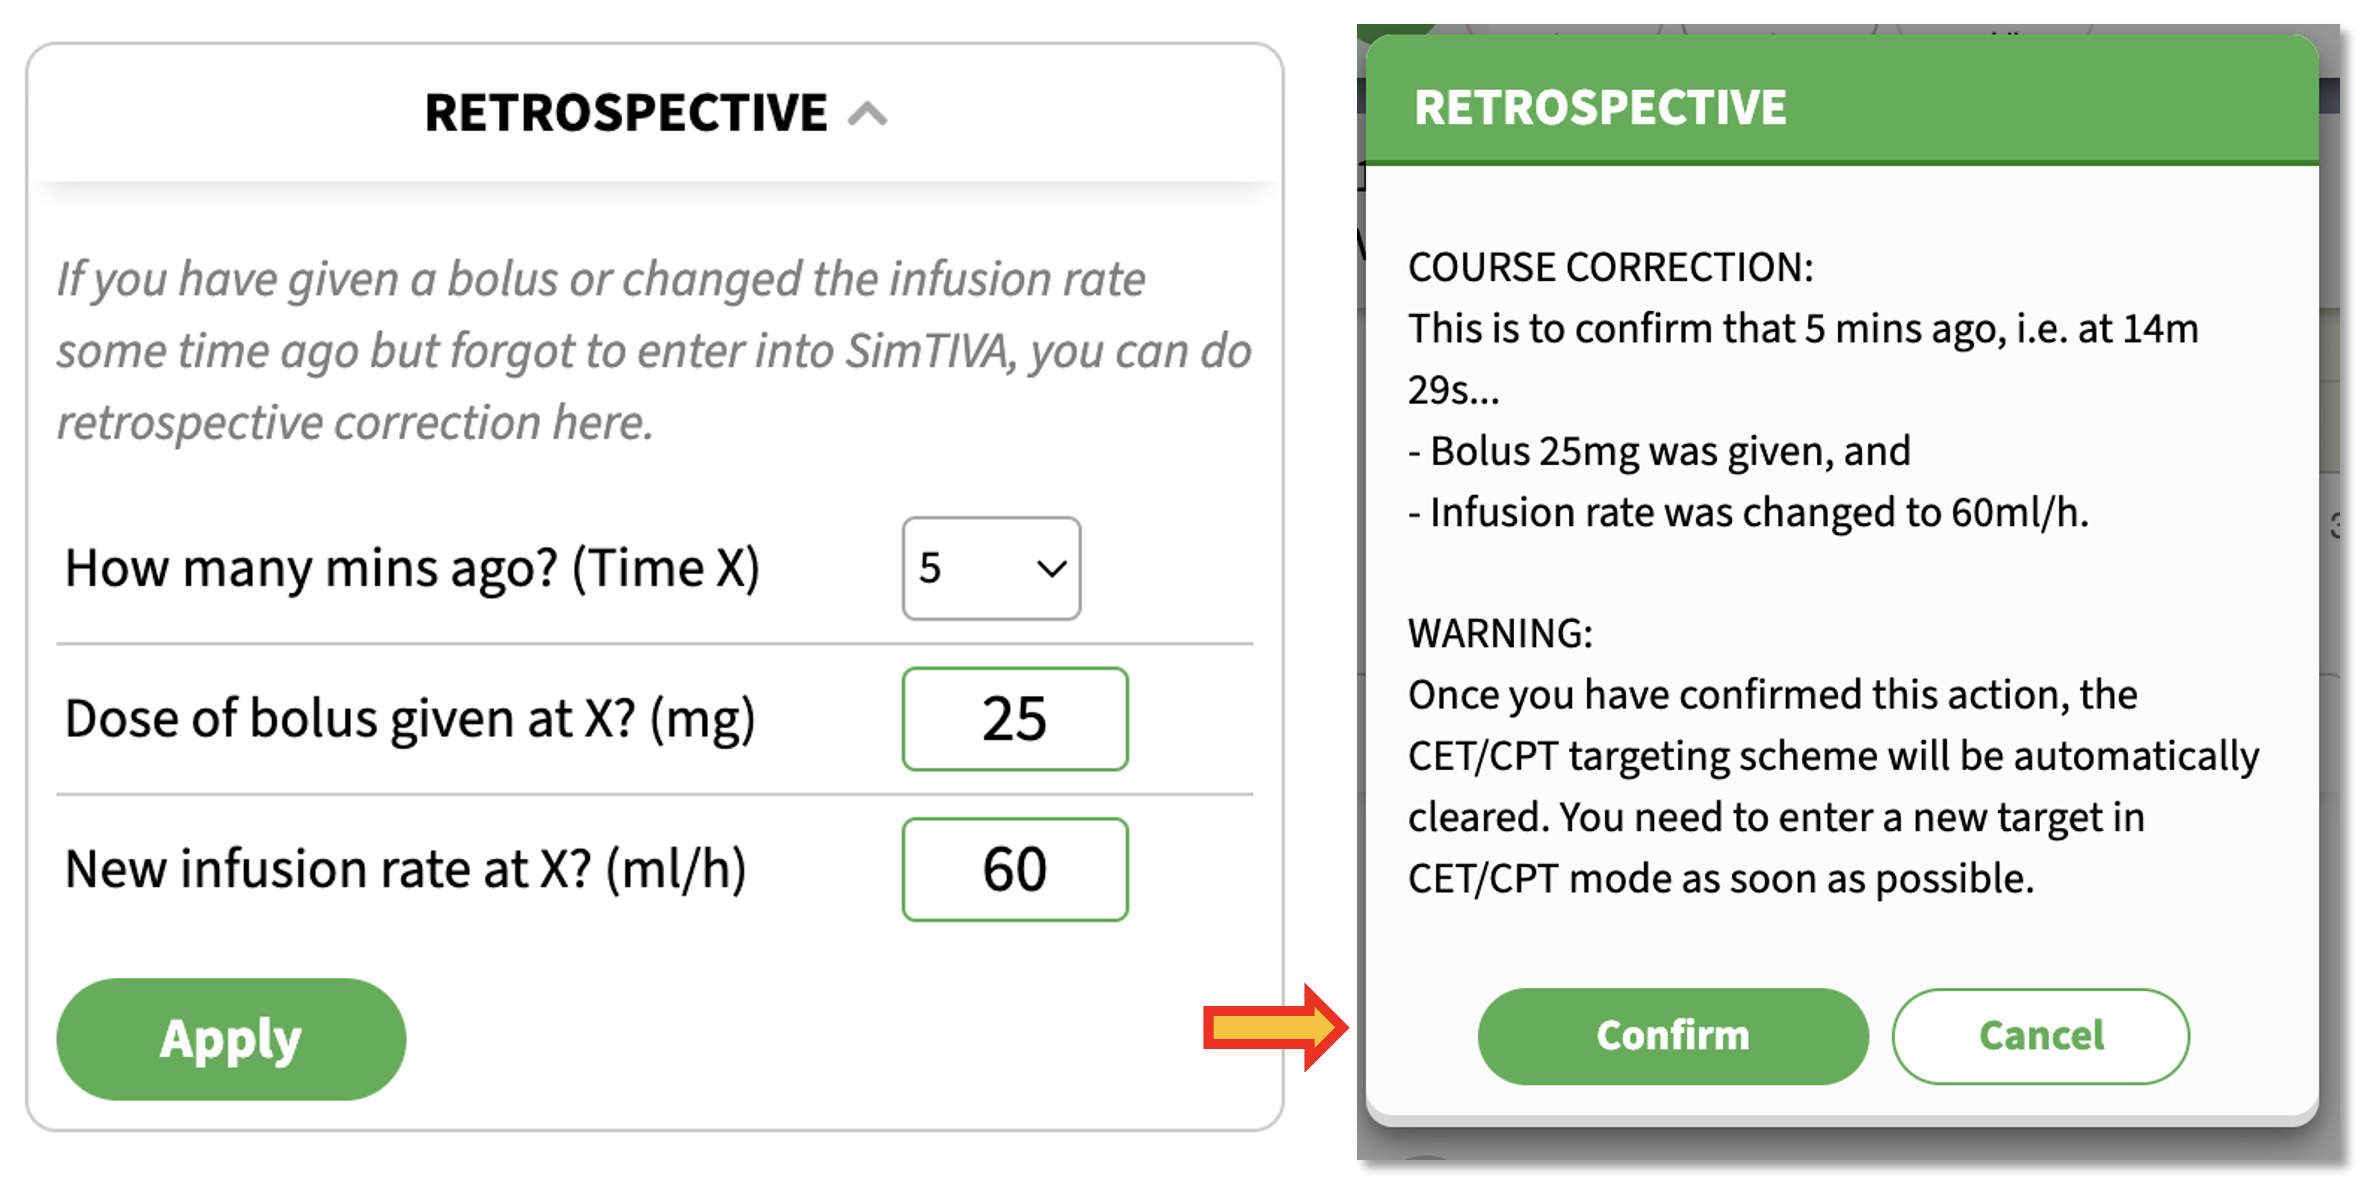 RETROSPECTIVE
If you have given a bolus or changed the infusion rate
some time ago but forgot to enter into SimTIVA, you can do
retrospective correction here.
How many mins ago? (Time X)
5
Dose of bolus given at X? (mg)
25
New infusion rate at X? (ml/h)
60
Apply
RETROSPECTIVE
COURSE CORRECTION:
This is to confirm that 5 mins ago, i.e. at 14m
29s...
- Bolus 25mg was given, and
- Infusion rate was changed to 60ml/h.
WARNING:
Once you have confirmed this action, the
CET/CPT targeting scheme will be automatically
cleared. You need to enter a new target in
CET/CPT mode as soon as possible.
Confirm
Cancel